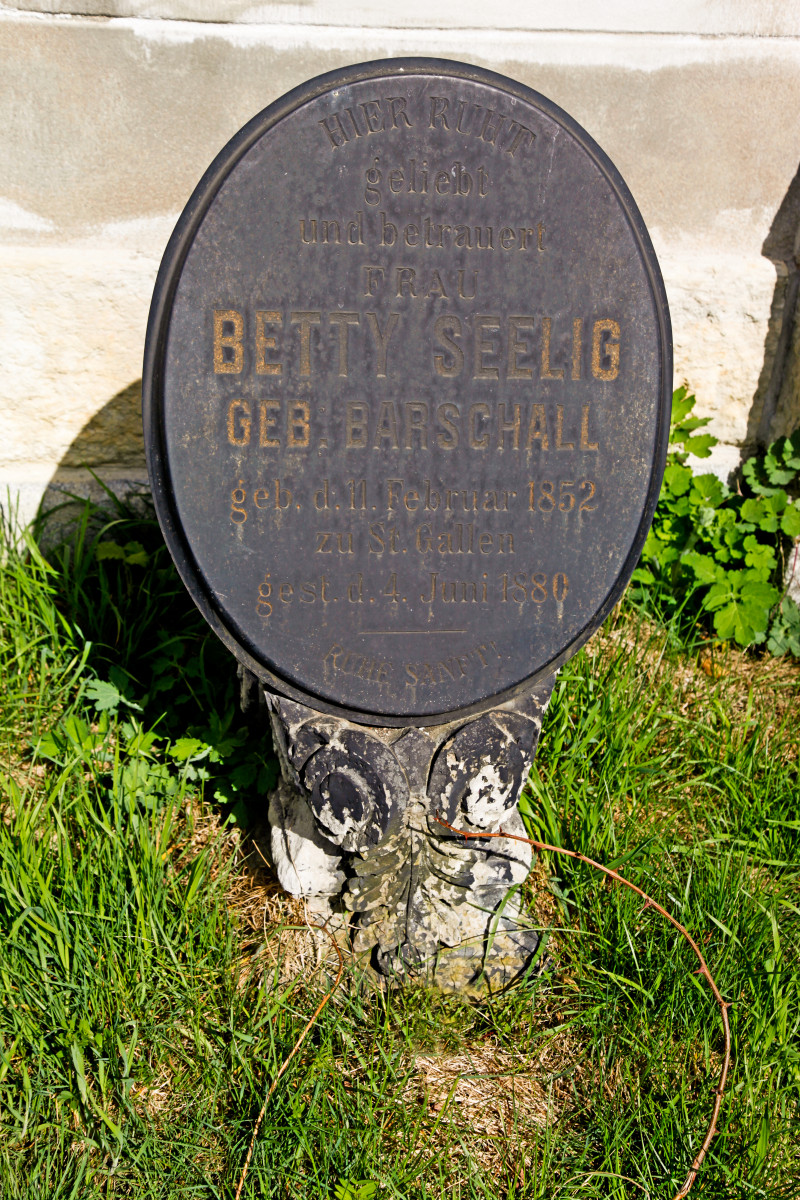 HIER RUHT
geliebt
und betrauert
FRAU
BETTY SEELIG
GEB: BARSCHALL
geb. d. 11. Februar 1852
zu St. Gallen
gest. d. 4. Juni 1880
RUHE SANFT!